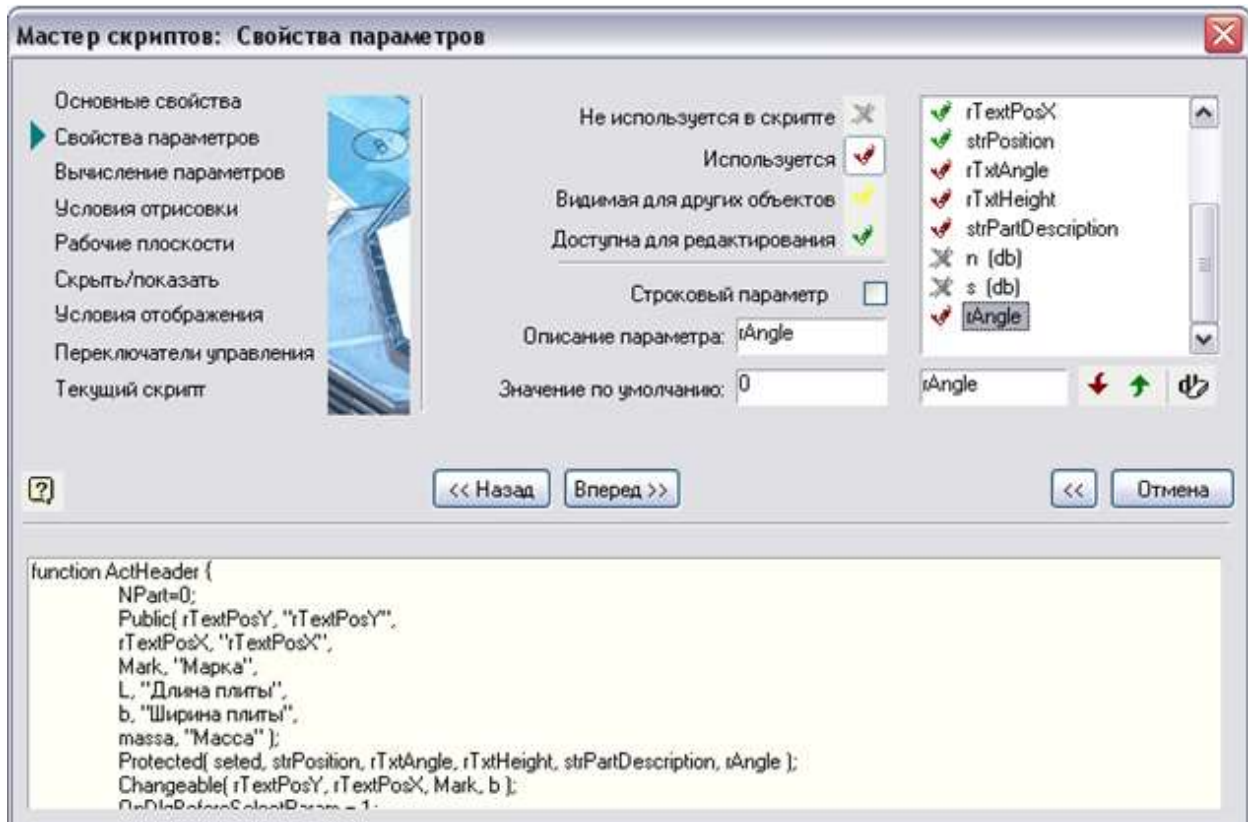 Мастер скриптов: Свойства параметров
Основные свойства
Свойства параметров
Вычисление параметров
Условия отрисовки
Рабочие плоскости
Скрыть/показать
Условия отображения
Переключатели управления
Текущий скрипт
Не используется в скрипте
Используется
Видимая для других объектов
Доступна для редактирования
Строковый параметр
Описание параметра: rAngle
Значение по умолчанию: 0
rTextPosX
strPosition
rTxtAngle
rTxtHeight
strPartDescription
n (db)
s (db)
rAngle
rAngle
<< Назад
Вперед >>
<<
Отмена
function ActHeader {
NPart=0;
Public( rTextPosY, "rTextPosY",
rTextPosX, "rTextPosX",
Mark, "Марка",
L, "Длина плиты",
b, "Ширина плиты",
massa, "Масса" );
Protected( seted, strPosition, rTxtAngle, rTxtHeight, strPartDescription, rAngle );
Changeable( rTextPosY, rTextPosX, Mark, b );
OnDlgBeforeSelectParam = 1;